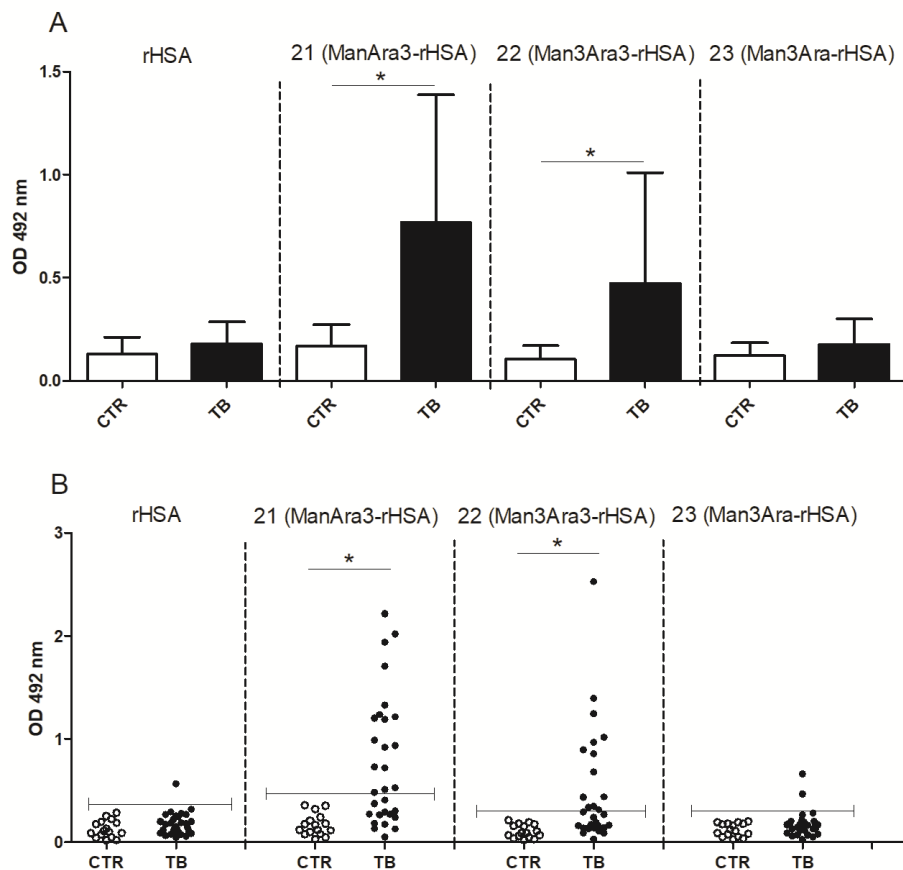 A
rHSA 21 (ManAra3-rHSA) 22 (Man3Ara3-rHSA) 23 (Man3Ara-rHSA)
1.5
*
*
1.0
OD 492 nm
0.5
0.0
CTR TB CTR TB CTR TB CTR TB
B
rHSA 21 (ManAra3-rHSA) 22 (Man3Ara3-rHSA) 23 (Man3Ara-rHSA)
3
* *
2
OD 492 nm
1
0
CTR TB CTR TB CTR TB CTR TB